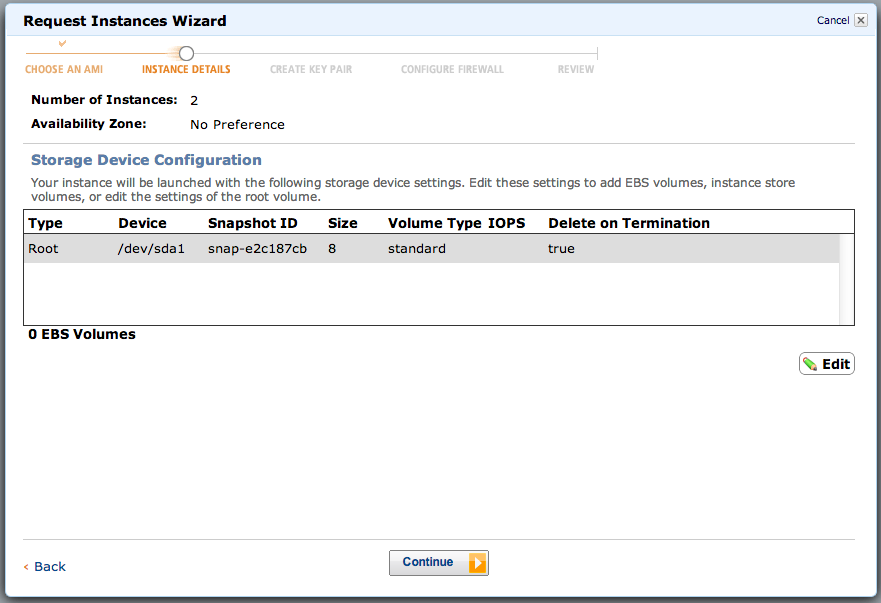 Request Instances Wizard
Cancel
CHOOSE AN AMI INSTANCE DETAILS CREATE KEY PAIR CONFIGURE FIREWALL REVIEW
Number of Instances: 2
Availability Zone: No Preference
Storage Device Configuration
Your instance will be launched with the following storage device settings. Edit these settings to add EBS volumes, instance store
volumes, or edit the settings of the root volume.
Type Device Snapshot ID Size Volume Type IOPS Delete on Termination
Root /dev/sda1 snap-e2c187cb 8 standard true
0 EBS Volumes
Edit
< Back
Continue